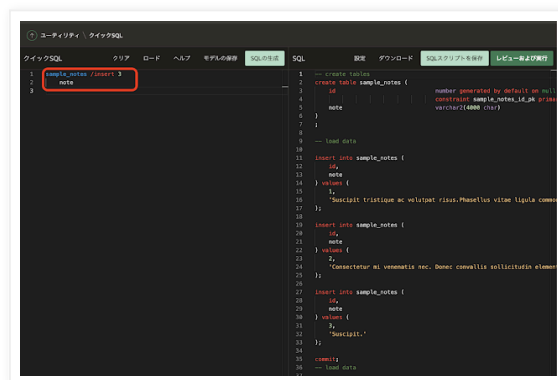 ユーティリティ \ クイックSQL
クイックSQL クリア ロード ヘルプ モデルの保存 SQLの生成
1 sample_notes /insert 3
2 note
3
SQL 設定 ダウンロード SQLスクリプトを保存 レビューおよび実行
1 -- create tables
2 create table sample_notes (
3 id number generated by default on null
4 constraint sample_notes_id_pk prima
5 note varchar2(4000 char)
6 )
7 ;
8
9 -- load data
10
11 insert into sample_notes (
12 id,
13 note
14 ) values (
15 1,
16 'Suscipit tristique ac volutpat risus.Phasellus vitae ligula commo
17 );
18
19 insert into sample_notes (
20 id,
21 note
22 ) values (
23 2,
24 'Consectetur mi venenatis nec. Donec convallis sollicitudin elemen
25 );
26
27 insert into sample_notes (
28 id,
29 note
30 ) values (
31 3,
32 'Suscipit.'
33 );
34
35 commit;
36 -- load data
37